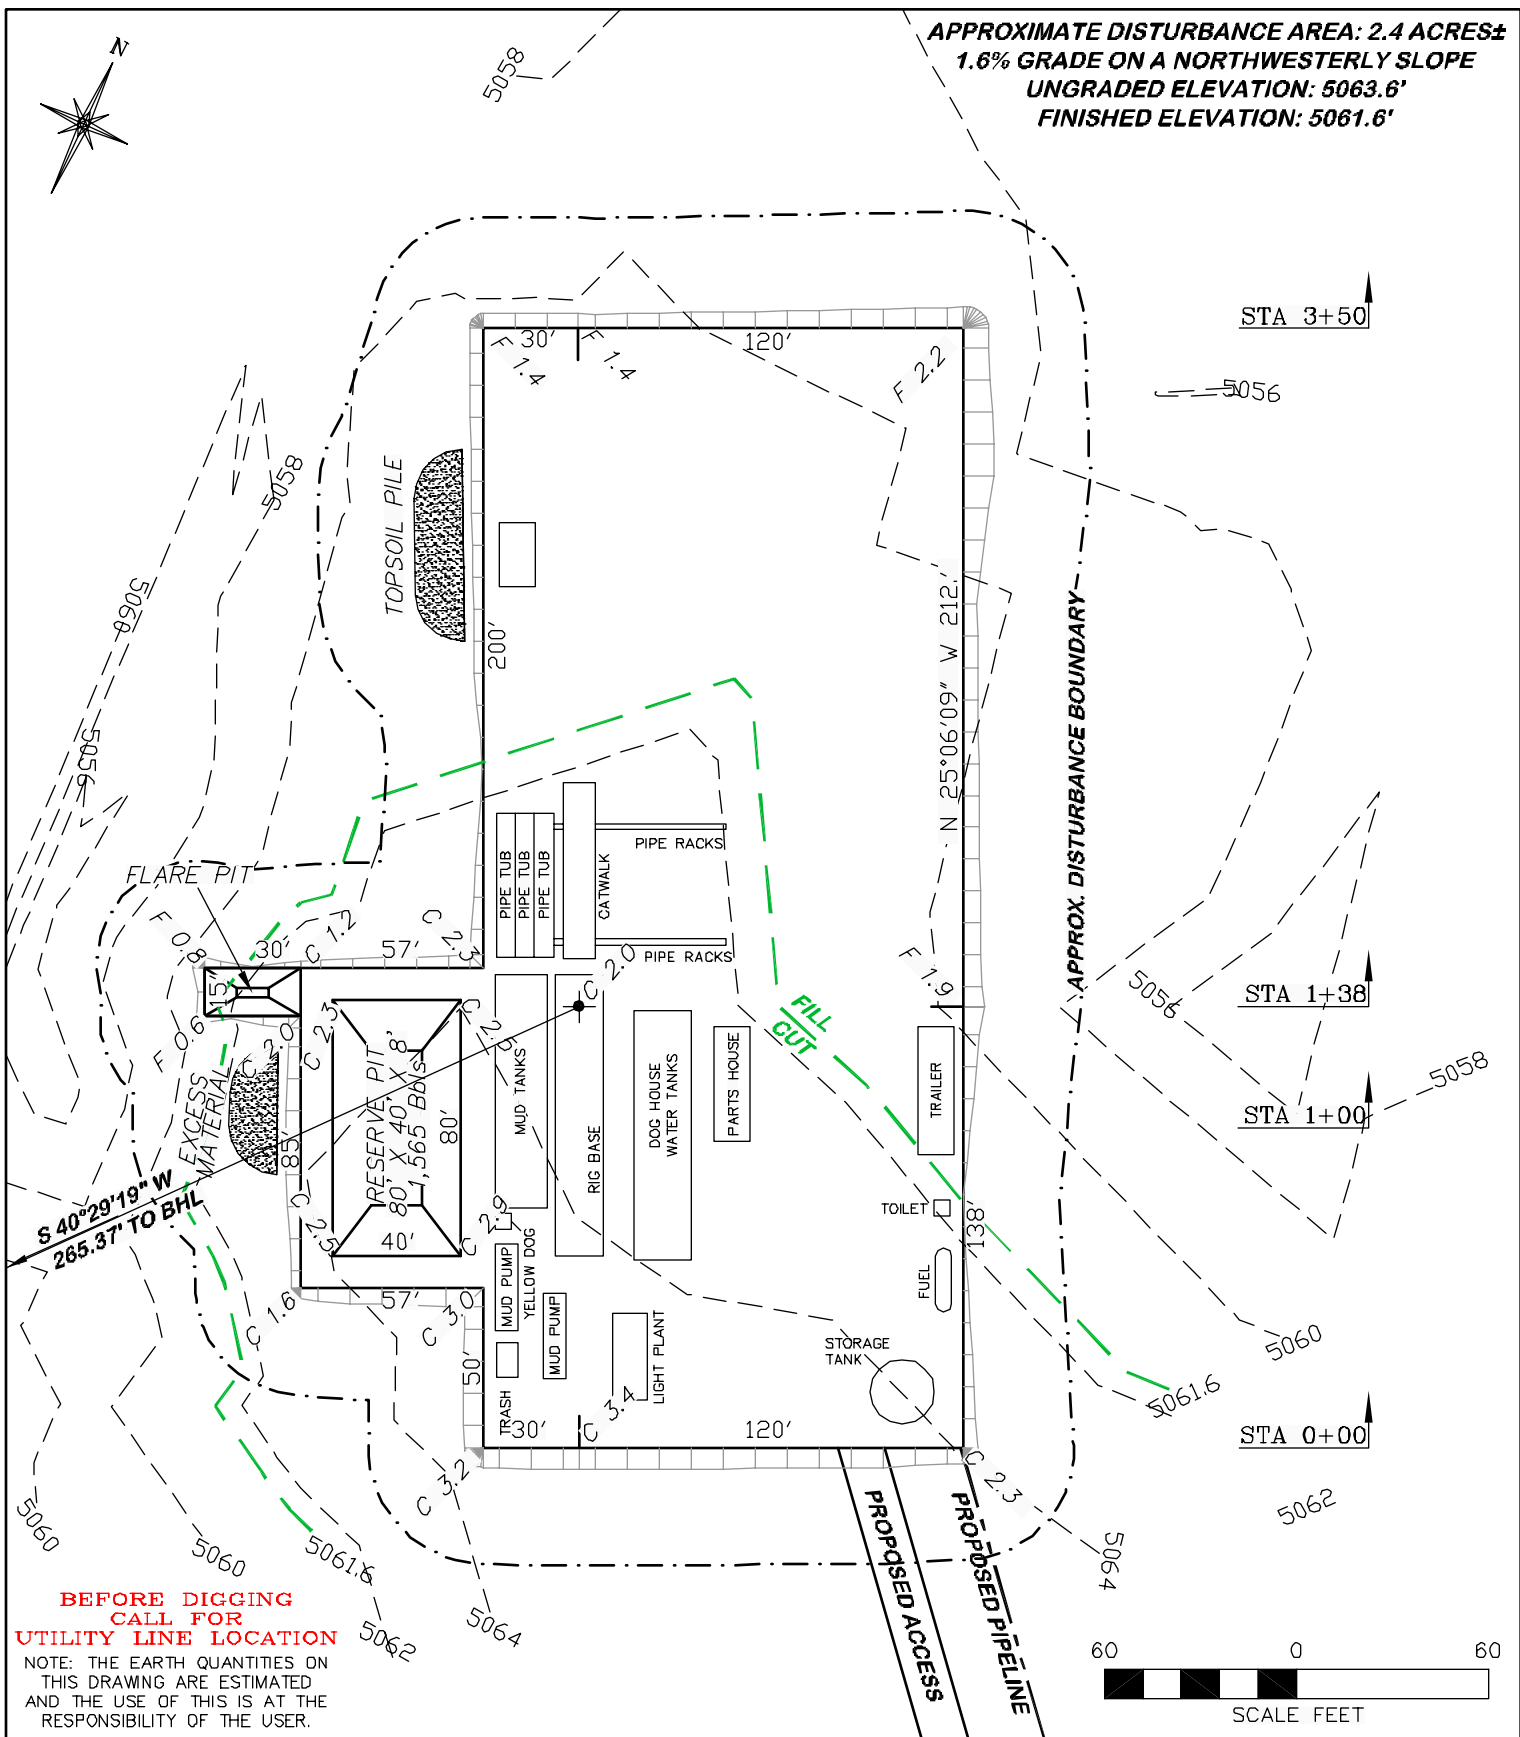 N
5058
APPROXIMATE DISTURBANCE AREA: 2.4 ACRES±
1.6% GRADE ON A NORTHWESTERLY SLOPE
UNGRADED ELEVATION: 5063.6'
FINISHED ELEVATION: 5061.6'
STA 3+50
30'
120'
F 1.4
F 1.4
F 2.2
5056
5058
TOPSOIL PILE
5060
200'
N 25°06'09" W 212.
APPROX. DISTURBANCE BOUNDARY
5056
PIPE TUB
PIPE TUB
PIPE TUB
CATWALK
PIPE RACKS
PIPE RACKS
FLARE PIT
F 0.8
30'
C 1.2
57'
C 2.3
C 2.0
F 1.9
5056
STA 1+38
15"
F 0.6
C 2.0
C 2.3
C 2.6
FILL
CUT
MUD TANKS
RIG BASE
DOG HOUSE
WATER TANKS
PARTS HOUSE
TRAILER
5058
STA 1+00
EXCESS
MATERIAL
85'
RESERVE PIT
80' X 40' X 8'
1,565 Bbls
80'
40'
S 40°29'19" W
265.37' TO BHL
C 2.5
C 2.9
TOILET
138'
FUEL
MUD PUMP
YELLOW DOG
MUD PUMP
LIGHT PLANT
STORAGE
TANK
C 1.6
57'
C 3.0
50'
TRASH
5060
5061.6
30'
C 3.4
120'
STA 0+00
C 3.2
C 2.3
5062
5060
5060
5061.6
5062
5064
5064
PROPOSED ACCESS
PROPOSED PIPELINE
BEFORE DIGGING
CALL FOR
UTILITY LINE LOCATION
NOTE: THE EARTH QUANTITIES ON
THIS DRAWING ARE ESTIMATED
AND THE USE OF THIS IS AT THE
RESPONSIBILITY OF THE USER.
60 0 60
SCALE FEET